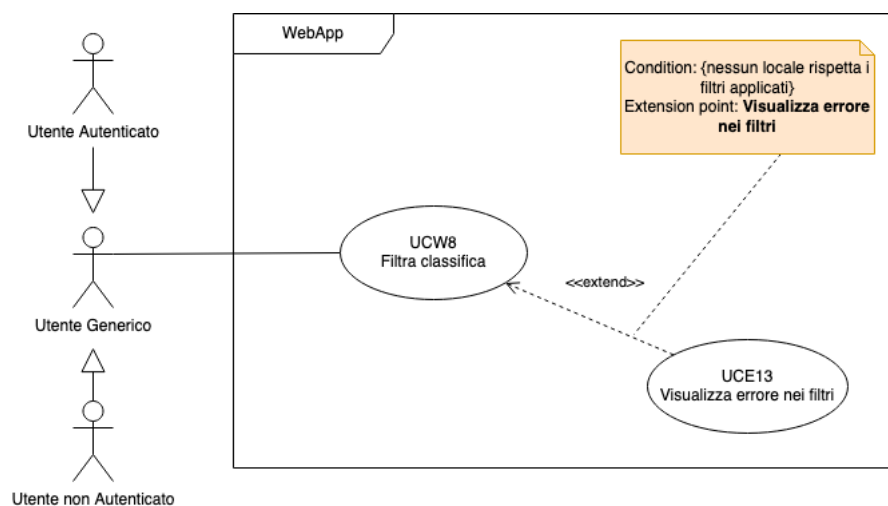 WebApp
Condition: {nessun locale rispetta i
filtri applicati}
Extension point: Visualizza errore
nei filtri
Utente Autenticato
UCW8
Filtra classifica
<<extend>>
Utente Generico
UCE13
Visualizza errore nei filtri
Utente non Autenticato